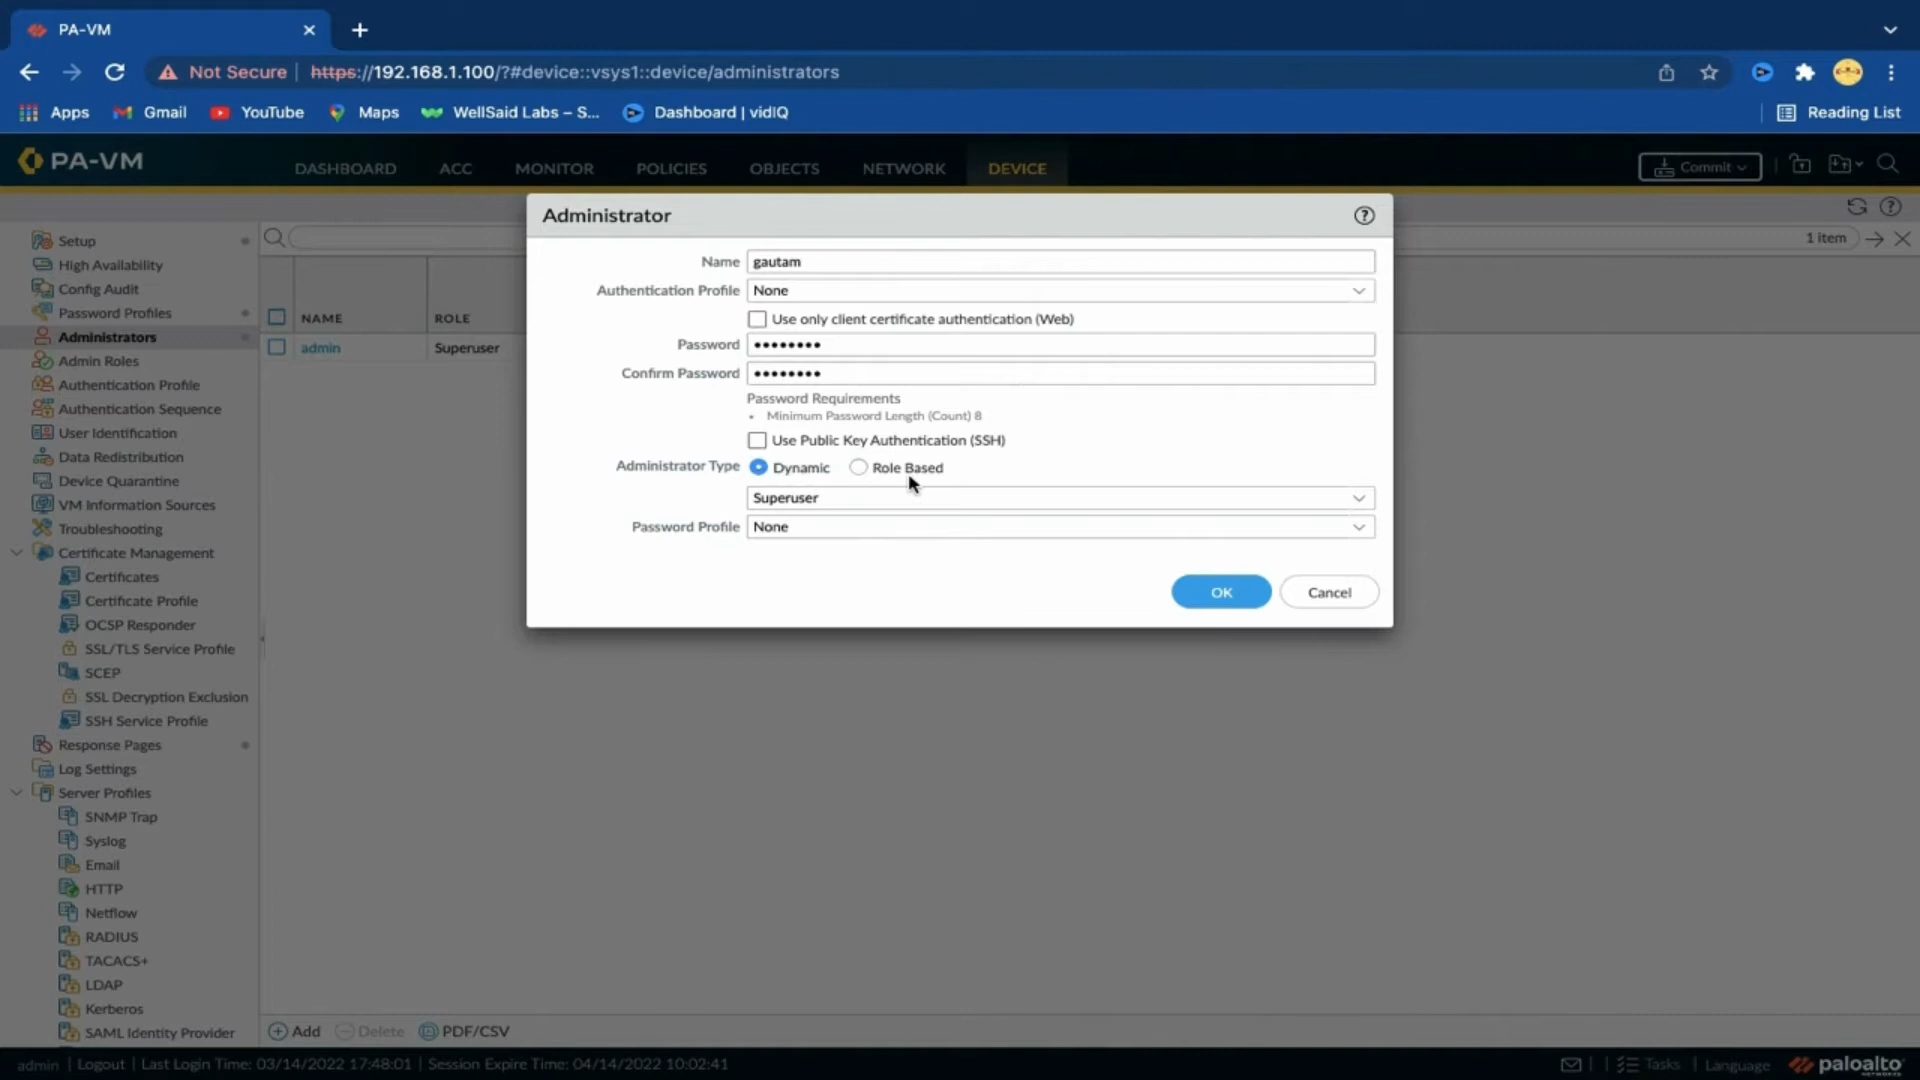 PA-VM
Not Secure | https://192.168.1.100/?#device::vsys1::device/administrators
Apps Gmail YouTube Maps WellSaid Labs – S... Dashboard | vidIQ Reading List
PA-VM DASHBOARD ACC MONITOR POLICIES OBJECTS NETWORK DEVICE Commit
Administrator
1 item
Setup
High Availability
Config Audit
Password Profiles
Administrators
Admin Roles
Authentication Profile
Authentication Sequence
User Identification
Data Redistribution
Device Quarantine
VM Information Sources
Troubleshooting
Certificate Management
Certificates
Certificate Profile
OCSP Responder
SSL/TLS Service Profile
SCEP
SSL Decryption Exclusion
SSH Service Profile
Response Pages
Log Settings
Server Profiles
SNMP Trap
Syslog
Email
HTTP
Netflow
RADIUS
TACACS+
LDAP
Kerberos
SAML Identity Provider
NAME ROLE
admin Superuser
Name gautam
Authentication Profile None
Use only client certificate authentication (Web)
Password ••••••••
Confirm Password ••••••••
Password Requirements
• Minimum Password Length (Count) 8
Use Public Key Authentication (SSH)
Administrator Type Dynamic Role Based
Superuser
Password Profile None
OK Cancel
Add Delete PDF/CSV
admin | Logout | Last Login Time: 03/14/2022 17:48:01 | Session Expire Time: 04/14/2022 10:02:41 Tasks | Language paloalto
NETWORKS